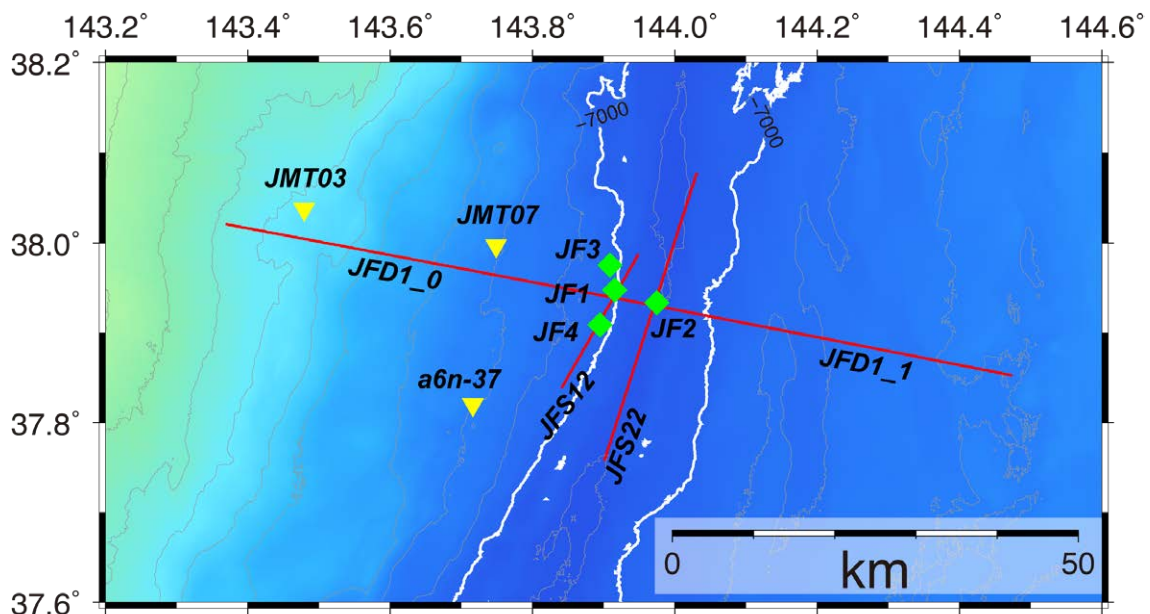 143.2 143.4° 143.6° 143.8° 144.0° 144.2° 144.4° 144.6°
38.2°
−7000
−7000
JMT03
JMT07
38.0°
JF3
JFD1_0
JF1
JF4
JF2
JFD1_1
a6n-37
JFS12
37.8°
JFS22
0
km
50
37.6°